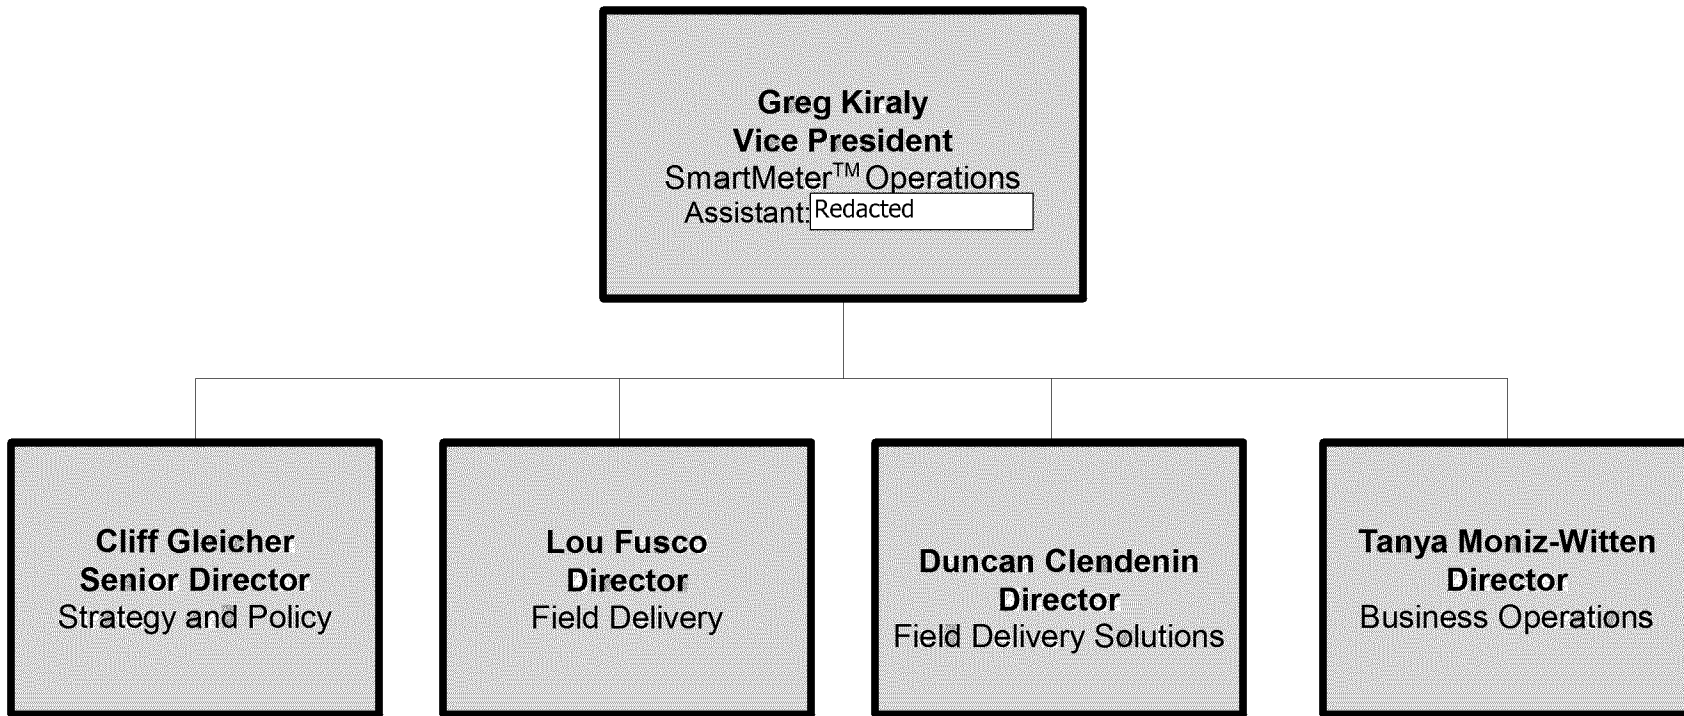 Greg Kiraly
Vice President
SmartMeter™ Operations
Assistant: Redacted
Cliff Gleicher
Senior Director
Strategy and Policy
Lou Fusco
Director
Field Delivery
Duncan Clendenin
Director
Field Delivery Solutions
Tanya Moniz-Witten
Director
Business Operations